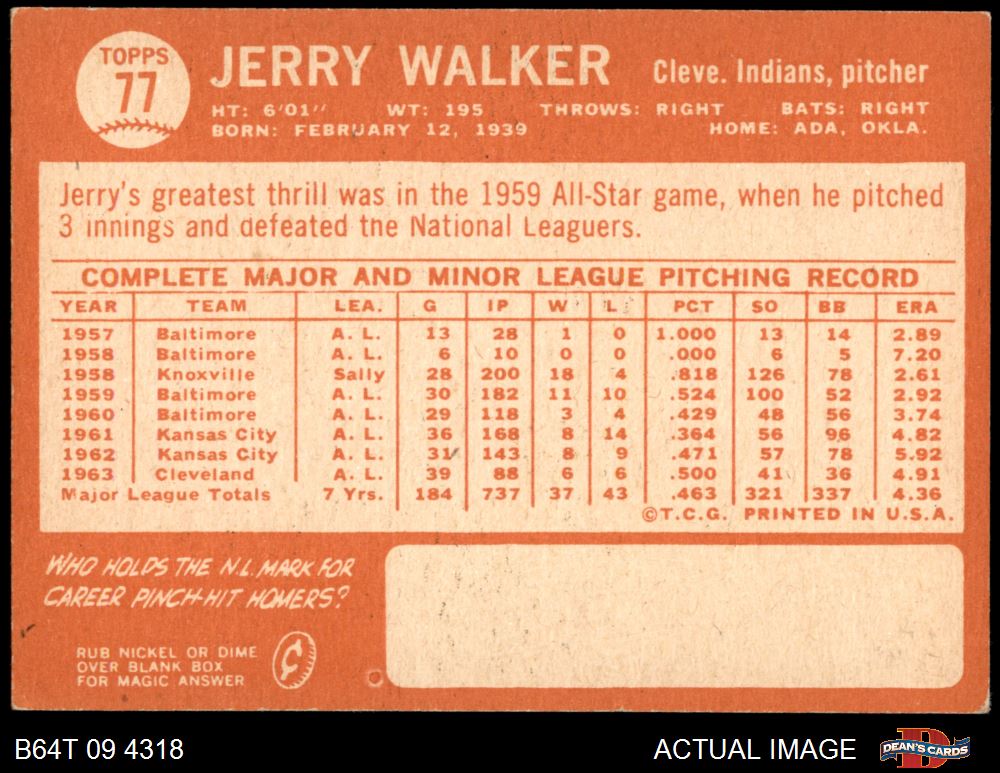 TOPPS
77
JERRY WALKER Cleve. Indians, pitcher
HT: 6'01" WT: 195 THROWS: RIGHT BATS: RIGHT
BORN: FEBRUARY 12, 1939 HOME: ADA, OKLA.
Jerry's greatest thrill was in the 1959 All-Star game, when he pitched
3 innings and defeated the National Leaguers.
COMPLETE MAJOR AND MINOR LEAGUE PITCHING RECORD
YEAR TEAM LEA. G IP W L PCT SO BB ERA
1957 Baltimore A. L. 13 28 1 0 1.000 13 14 2.89
1958 Baltimore A. L. 6 10 0 0 .000 6 5 7.20
1958 Knoxville Sally 28 200 18 4 .818 126 78 2.61
1959 Baltimore A. L. 30 182 11 10 .524 100 52 2.92
1960 Baltimore A. L. 29 118 3 4 .429 48 56 3.74
1961 Kansas City A. L. 36 168 8 14 .364 56 96 4.82
1962 Kansas City A. L. 31 143 8 9 .471 57 78 5.92
1963 Cleveland A. L. 39 88 6 6 .500 41 36 4.91
Major League Totals 7 Yrs. 184 737 37 43 .463 321 337 4.36
©T.C.G. PRINTED IN U.S.A.
WHO HOLDS THE N.L. MARK FOR
CAREER PINCH-HIT HOMERS?
RUB NICKEL OR DIME
OVER BLANK BOX
FOR MAGIC ANSWER
¢
B64T 09 4318 ACTUAL IMAGE DEAN'S CARDS